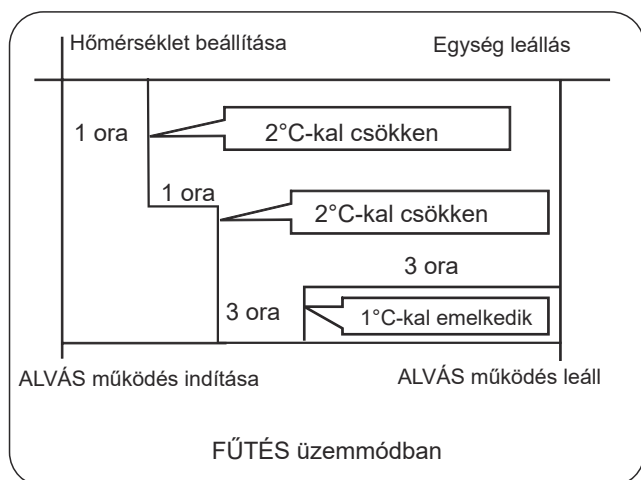 Hőmérséklet beállítása
Egység leállás
1 ora
2°C-kal csökken
1 ora
2°C-kal csökken
3 ora
3 ora
1°C-kal emelkedik
ALVÁS működés indítása
ALVÁS működés leáll
FŰTÉS üzemmódban